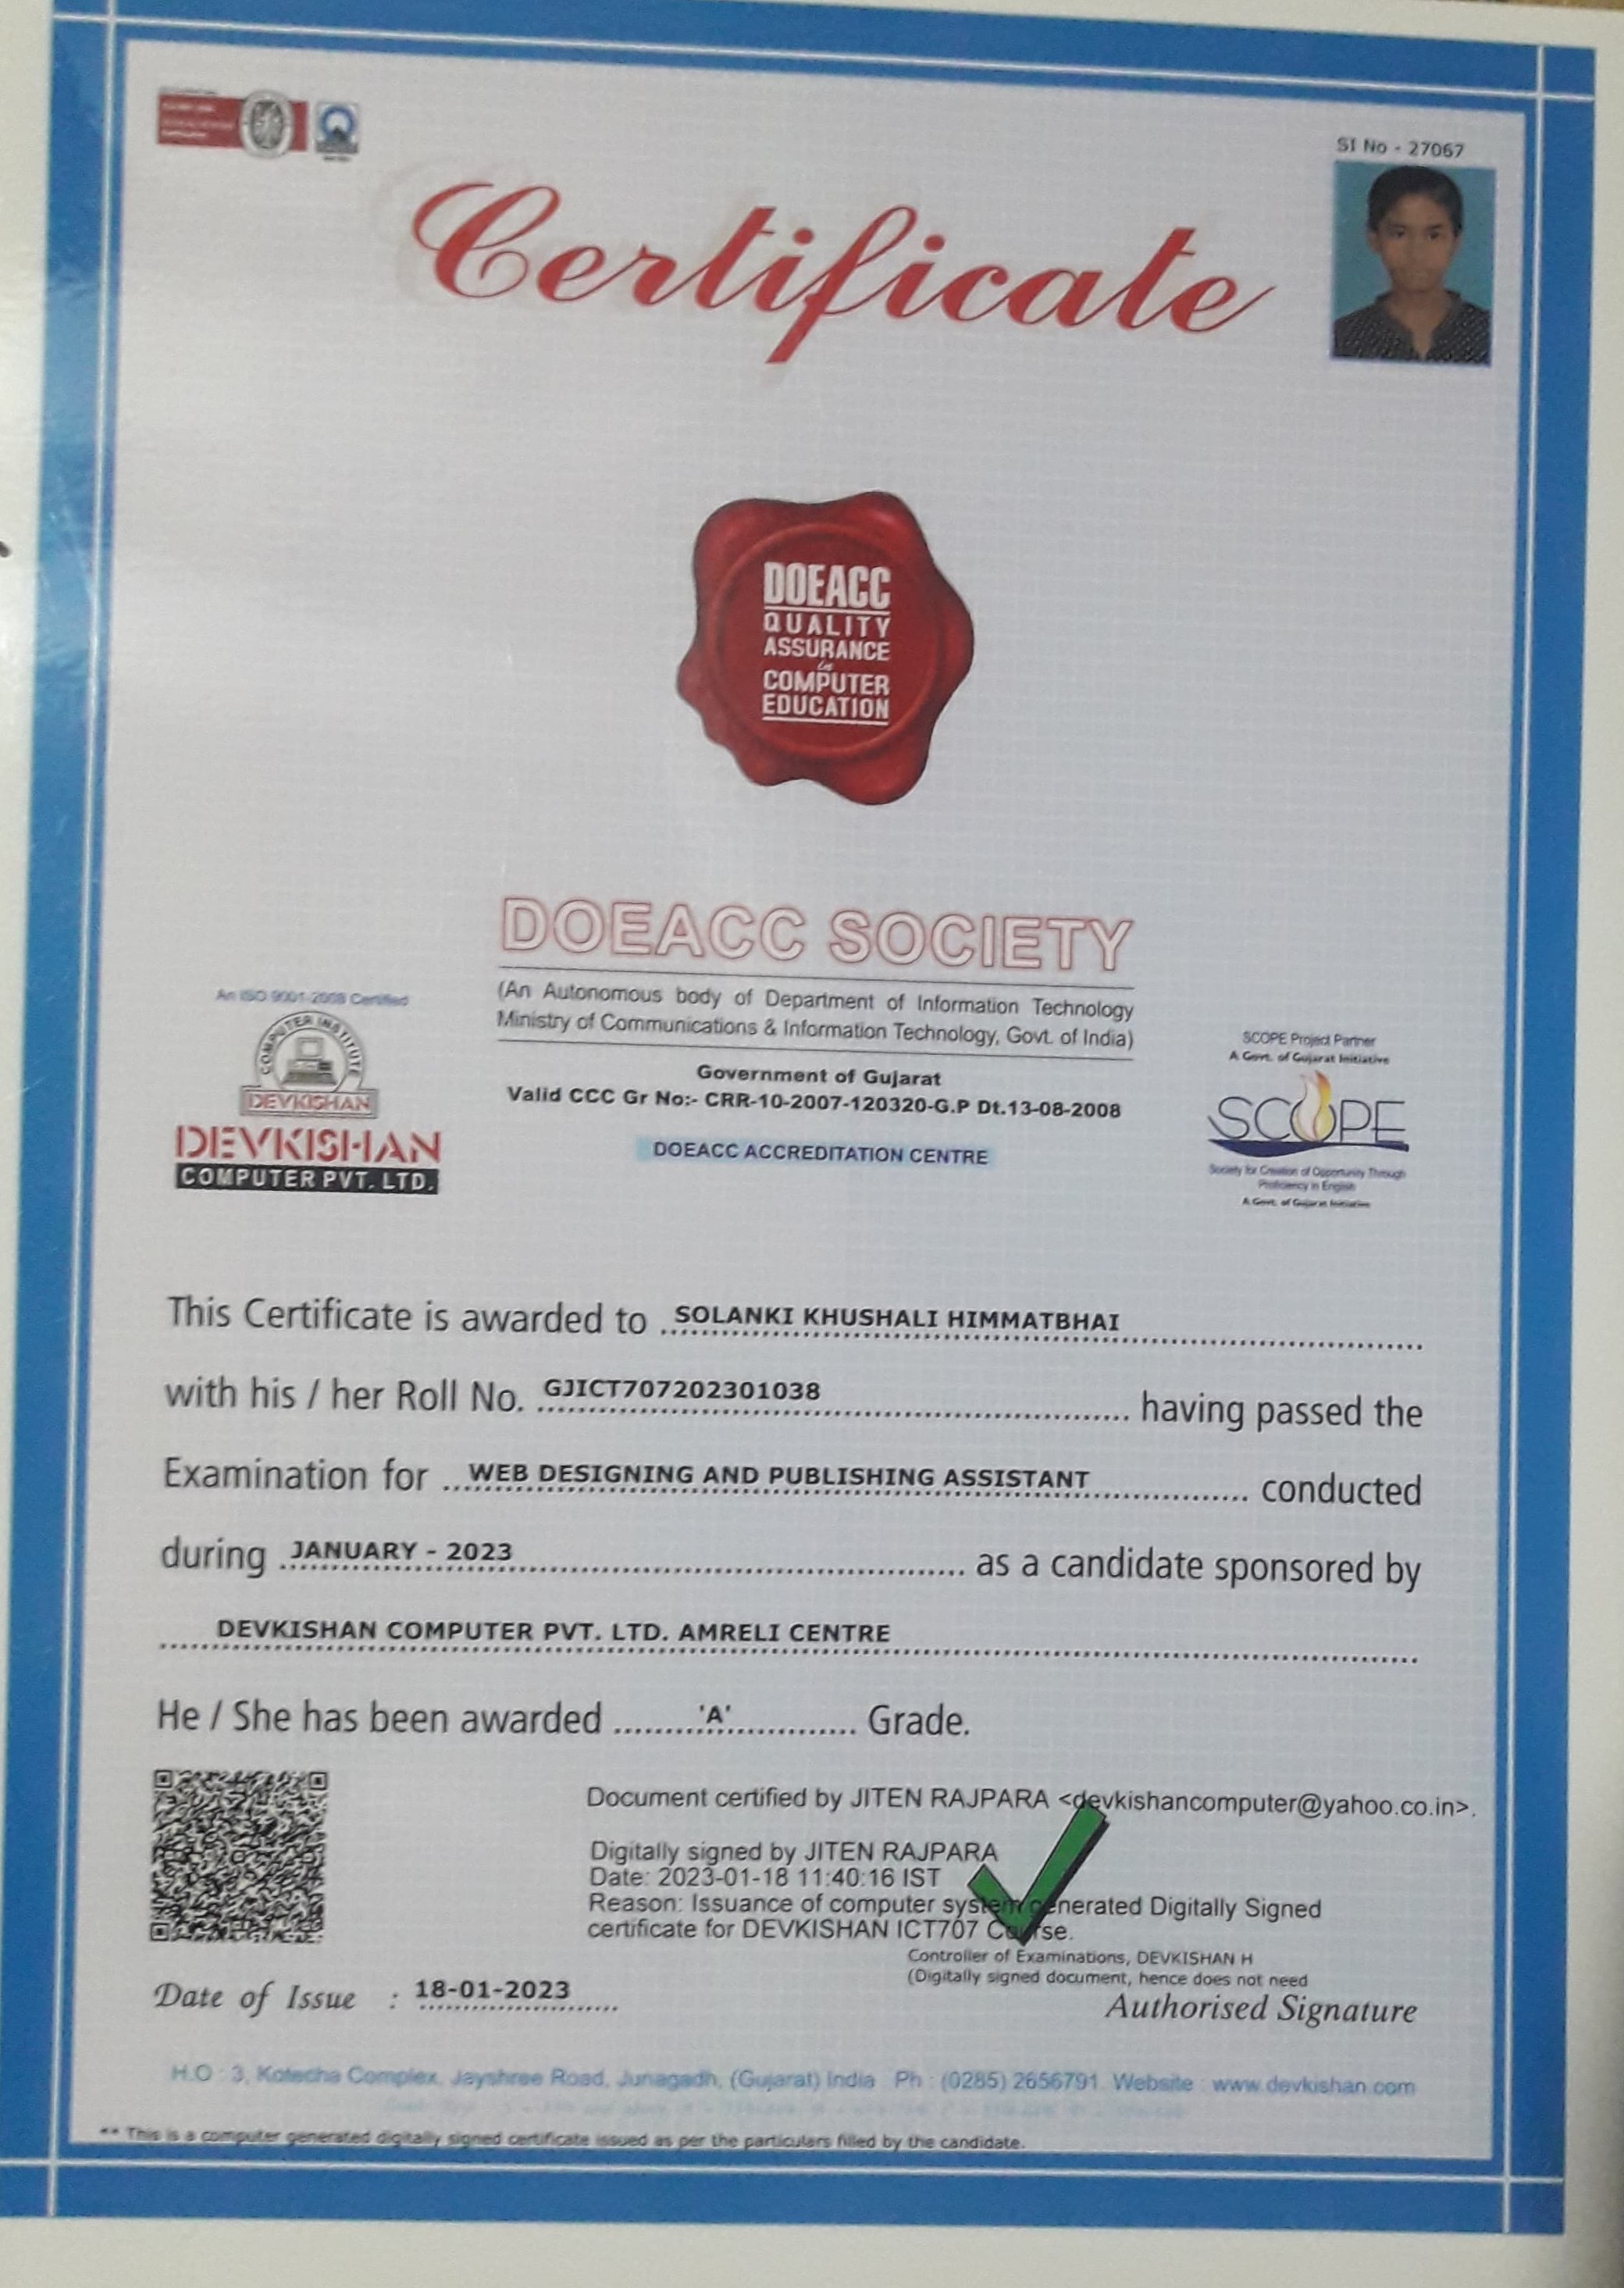 SI No - 27067
Certificate
DOEACC
QUALITY
ASSURANCE
in
COMPUTER
EDUCATION
DOEACC SOCIETY
(An Autonomous body of Department of Information Technology
Ministry of Communications & Information Technology, Govt. of India)
Government of Gujarat
Valid CCC Gr No:- CRR-10-2007-120320-G.P Dt.13-08-2008
DOEACC ACCREDITATION CENTRE
An ISO 9001-2008 Certified
COMPUTER INSTITUTE
DEVKISHAN
DEVKISHAN
COMPUTER PVT. LTD.
SCOPE Project Partner
A Govt. of Gujarat Initiative
SCOPE
Society for Creation of Opportunity Through
Proficiency in English
A Govt. of Gujarat Initiative
This Certificate is awarded to SOLANKI KHUSHALI HIMMATBHAI
with his / her Roll No. GJICT707202301038 having passed the
Examination for WEB DESIGNING AND PUBLISHING ASSISTANT conducted
during JANUARY - 2023 as a candidate sponsored by
DEVKISHAN COMPUTER PVT. LTD. AMRELI CENTRE
He / She has been awarded 'A' Grade.
Document certified by JITEN RAJPARA <devkishancomputer@yahoo.co.in>.
Digitally signed by JITEN RAJPARA
Date: 2023-01-18 11:40:16 IST
Reason: Issuance of computer system generated Digitally Signed
certificate for DEVKISHAN ICT707 Course.
Controller of Examinations, DEVKISHAN H
(Digitally signed document, hence does not need
Date of Issue : 18-01-2023
Authorised Signature
H.O : 3, Kotecha Complex, Jayshree Road, Junagadh, (Gujarat) India Ph : (0285) 2656791 Website : www.devkishan.com
** This is a computer generated digitally signed certificate issued as per the particulars filled by the candidate.